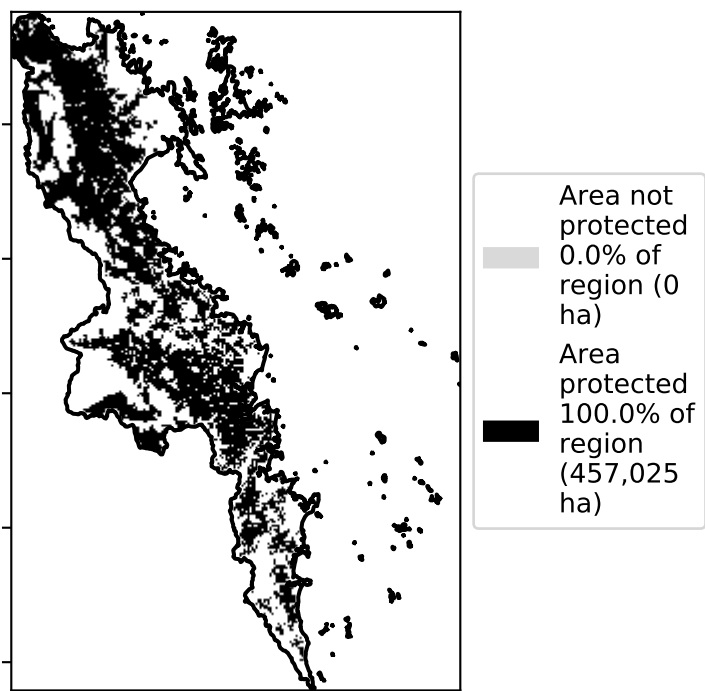 Area not
protected
0.0% of
region (0
ha)
Area
protected
100.0% of
region
(457,025
ha)